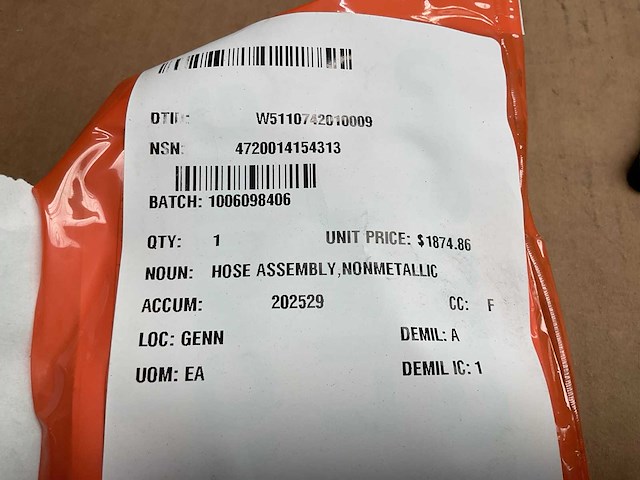 DTID: W5110742010009
NSN: 4720014154313
BATCH: 1006098406
QTY: 1 UNIT PRICE: $1874.86
NOUN: HOSE ASSEMBLY,NONMETALLIC
ACCUM: 202529 CC: F
LOC: GENN DEMIL: A
UOM: EA DEMIL IC: 1